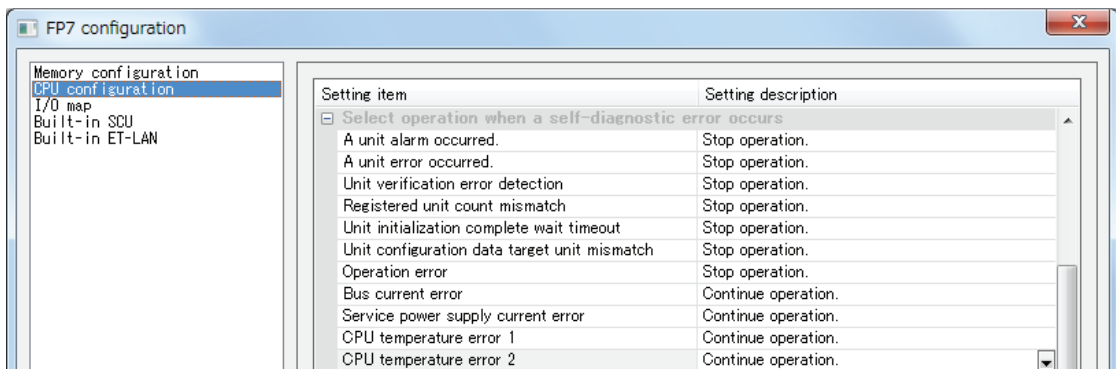 FP7 configuration
X
Memory configuration
CPU configuration
I/O map
Built-in SCU
Built-in ET-LAN
Setting item Setting description
Select operation when a self-diagnostic error occurs
A unit alarm occurred. Stop operation.
A unit error occurred. Stop operation.
Unit verification error detection Stop operation.
Registered unit count mismatch Stop operation.
Unit initialization complete wait timeout Stop operation.
Unit configuration data target unit mismatch Stop operation.
Operation error Stop operation.
Bus current error Continue operation.
Service power supply current error Continue operation.
CPU temperature error 1 Continue operation.
CPU temperature error 2 Continue operation.